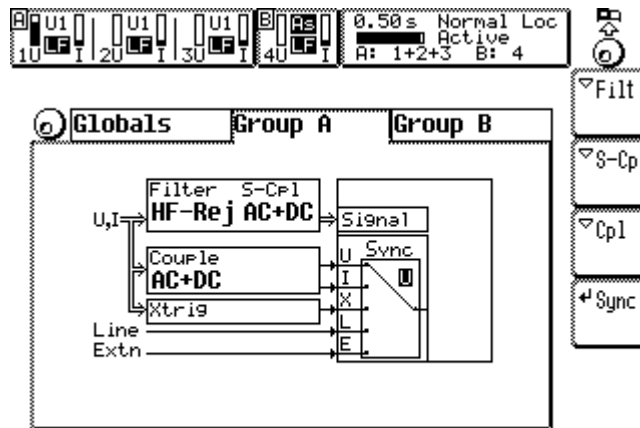 A U1 U1 U1 B As 0.50s Normal Loc
LF LF LF LF Active
1U I 2U I 3U I 4U I A: 1+2+3 B: 4
Filt
Globals Group A Group B
S-Cp
Filter S-Cpl
U,I HF-Rej AC+DC Signal
Cpl
Couple U Sync
AC+DC I U
Xtrig X
Sync
Line L
Extn E